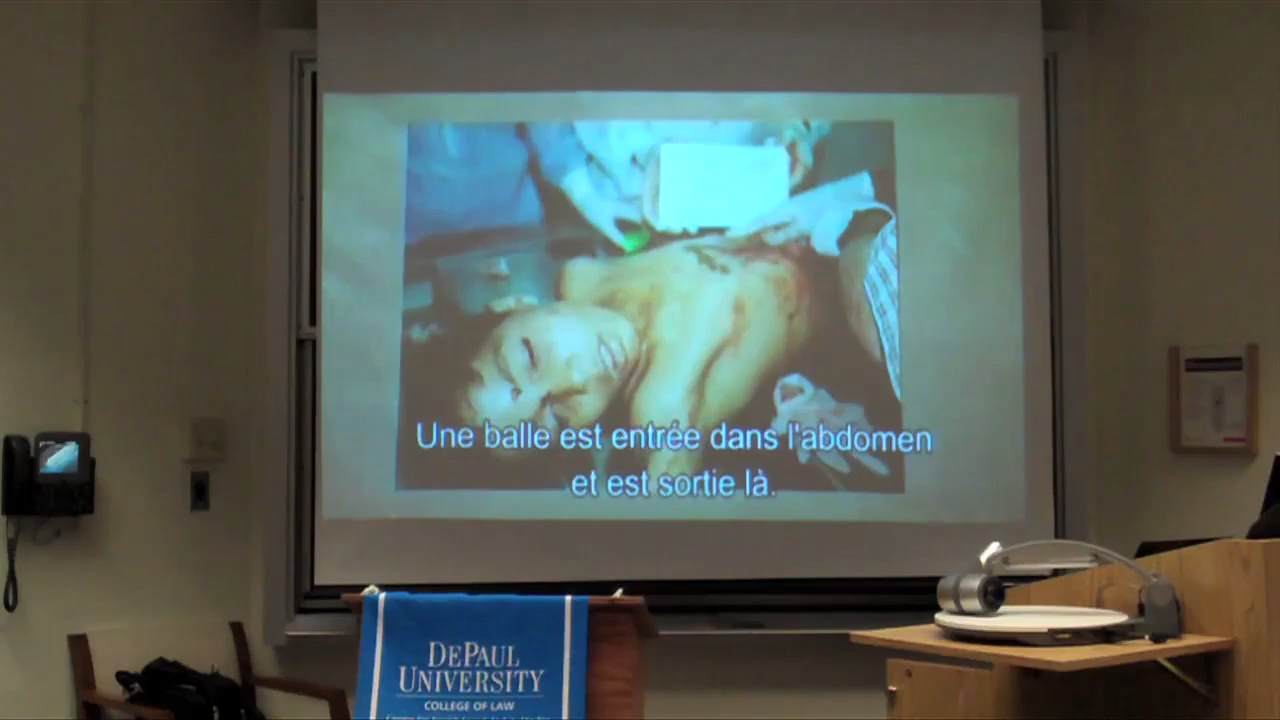 Une balle est entrée dans l'abdomen
et est sortie là.
DEPAUL
UNIVERSITY
COLLEGE OF LAW